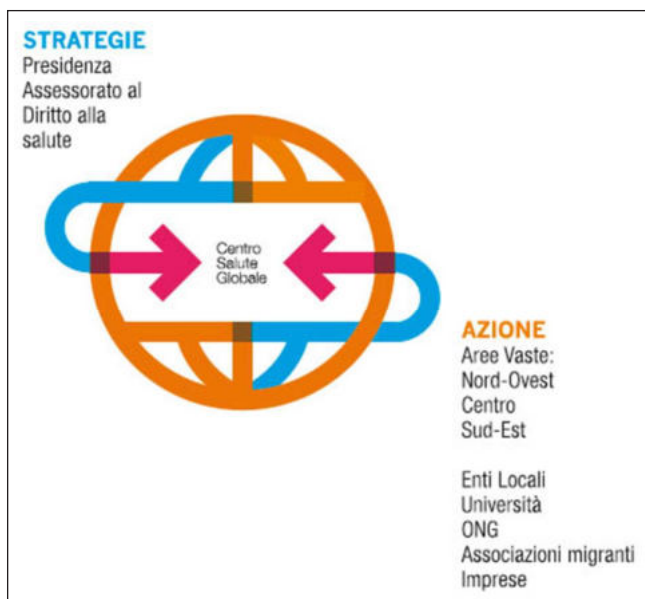 STRATEGIE
Presidenza
Assessorato al
Diritto alla
salute
Centro
Salute
Globale
AZIONE
Aree Vaste:
Nord-Ovest
Centro
Sud-Est
Enti Locali
Università
ONG
Associazioni migranti
Imprese